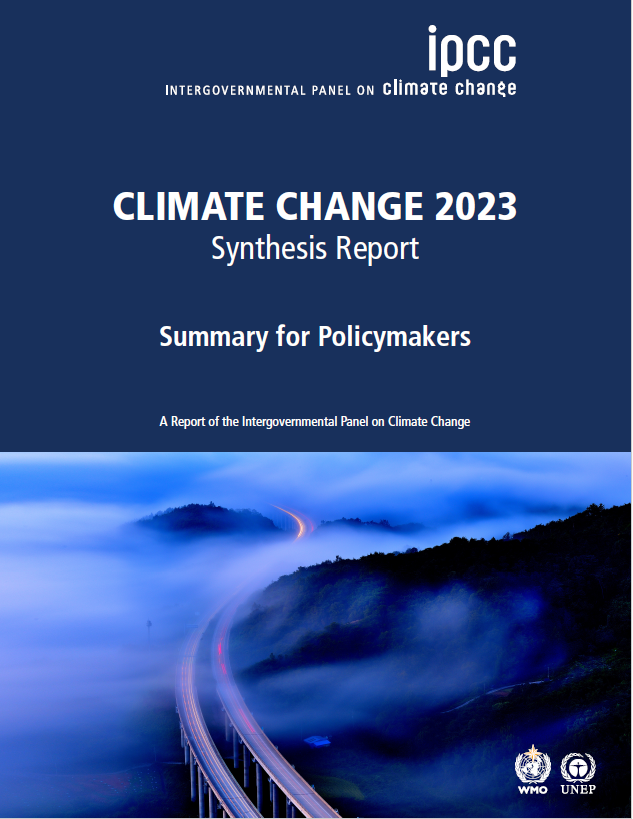 ipcc
INTERGOVERNMENTAL PANEL ON climate change
CLIMATE CHANGE 2023
Synthesis Report
Summary for Policymakers
A Report of the Intergovernmental Panel on Climate Change
WMO UNEP